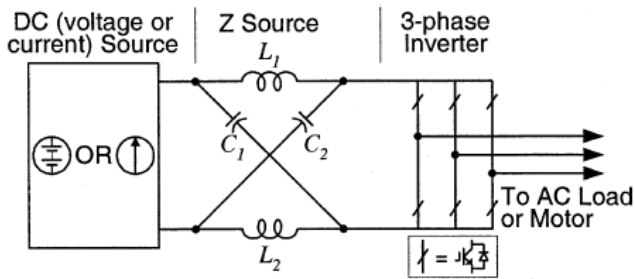 DC (voltage or
current) Source
Z Source
3-phase
Inverter
L1
C1
C2
OR
L2
To AC Load
or Motor
=